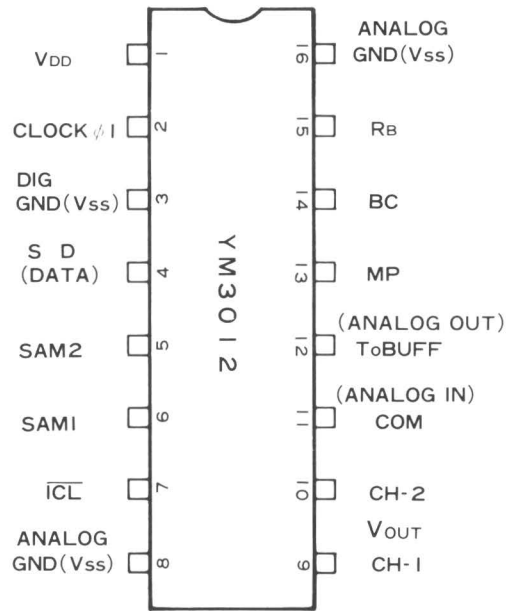 VDD
1
CLOCK φ1
2
DIG
GND(Vss)
3
S D
(DATA)
4
SAM2
5
SAM1
6
ICL
7
ANALOG
GND(Vss)
8
YM3012
ANALOG
GND(Vss)
16
15
RB
14
BC
13
MP
(ANALOG OUT)
12
ToBUFF
(ANALOG IN)
11
COM
10
CH-2
VOUT
9
CH-1